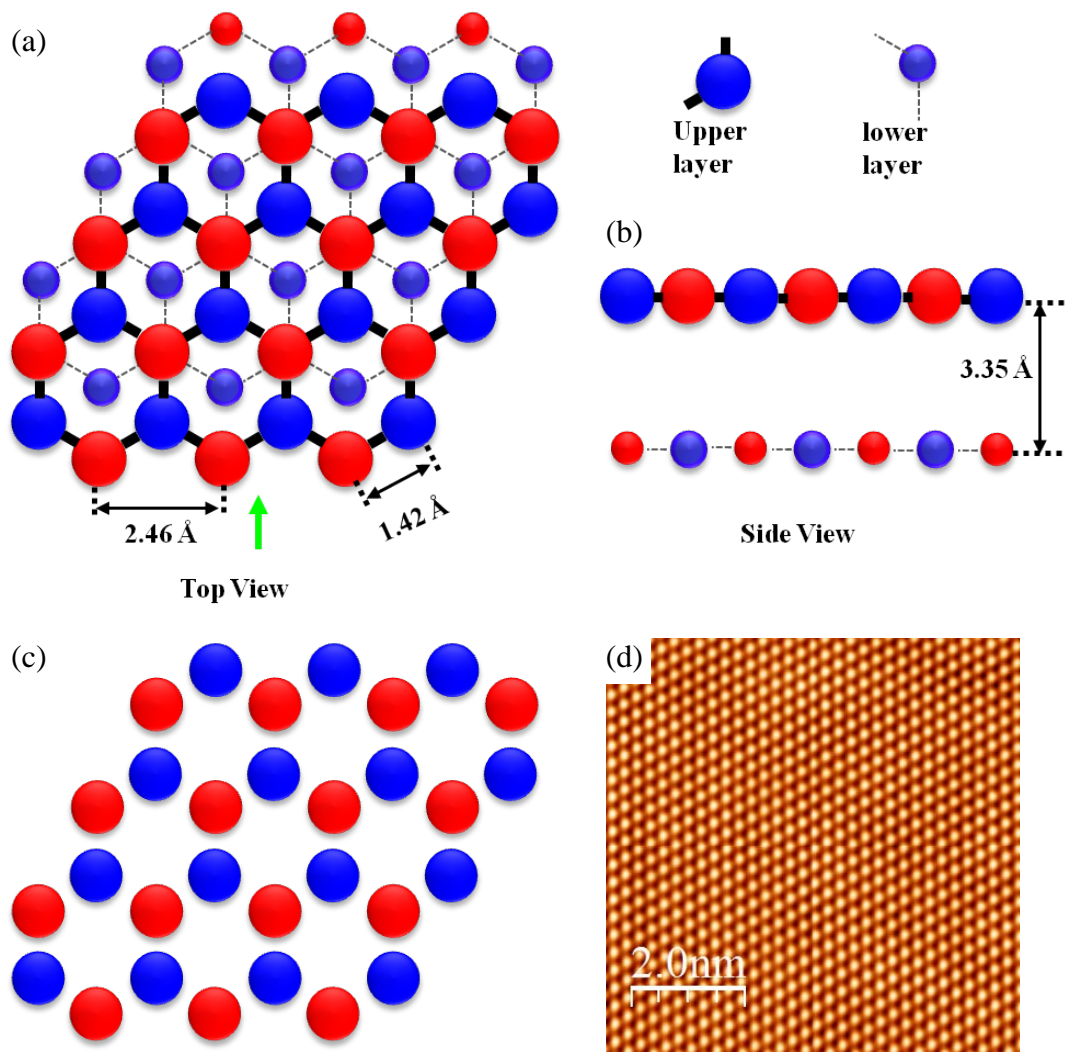 (a)
Upper
layer
lower
layer
(b)
3.35 Å
2.46 Å
1.42 Å
Side View
Top View
(c)
(d)
2.0nm